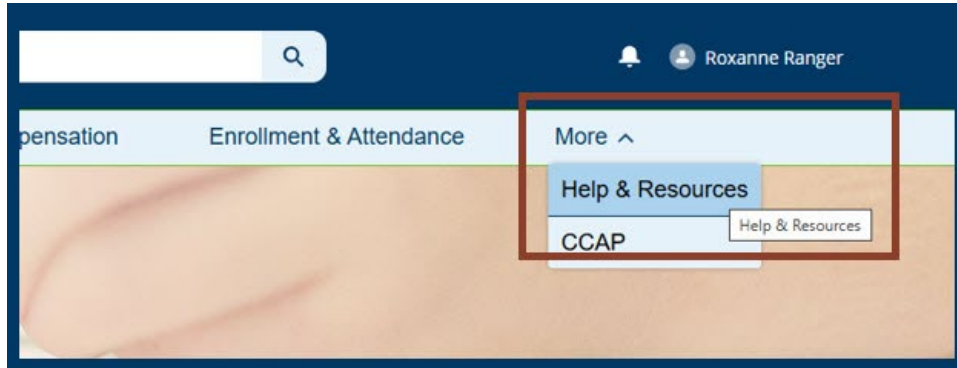 Roxanne Ranger
pensation Enrollment & Attendance More
Help & Resources
Help & Resources
CCAP